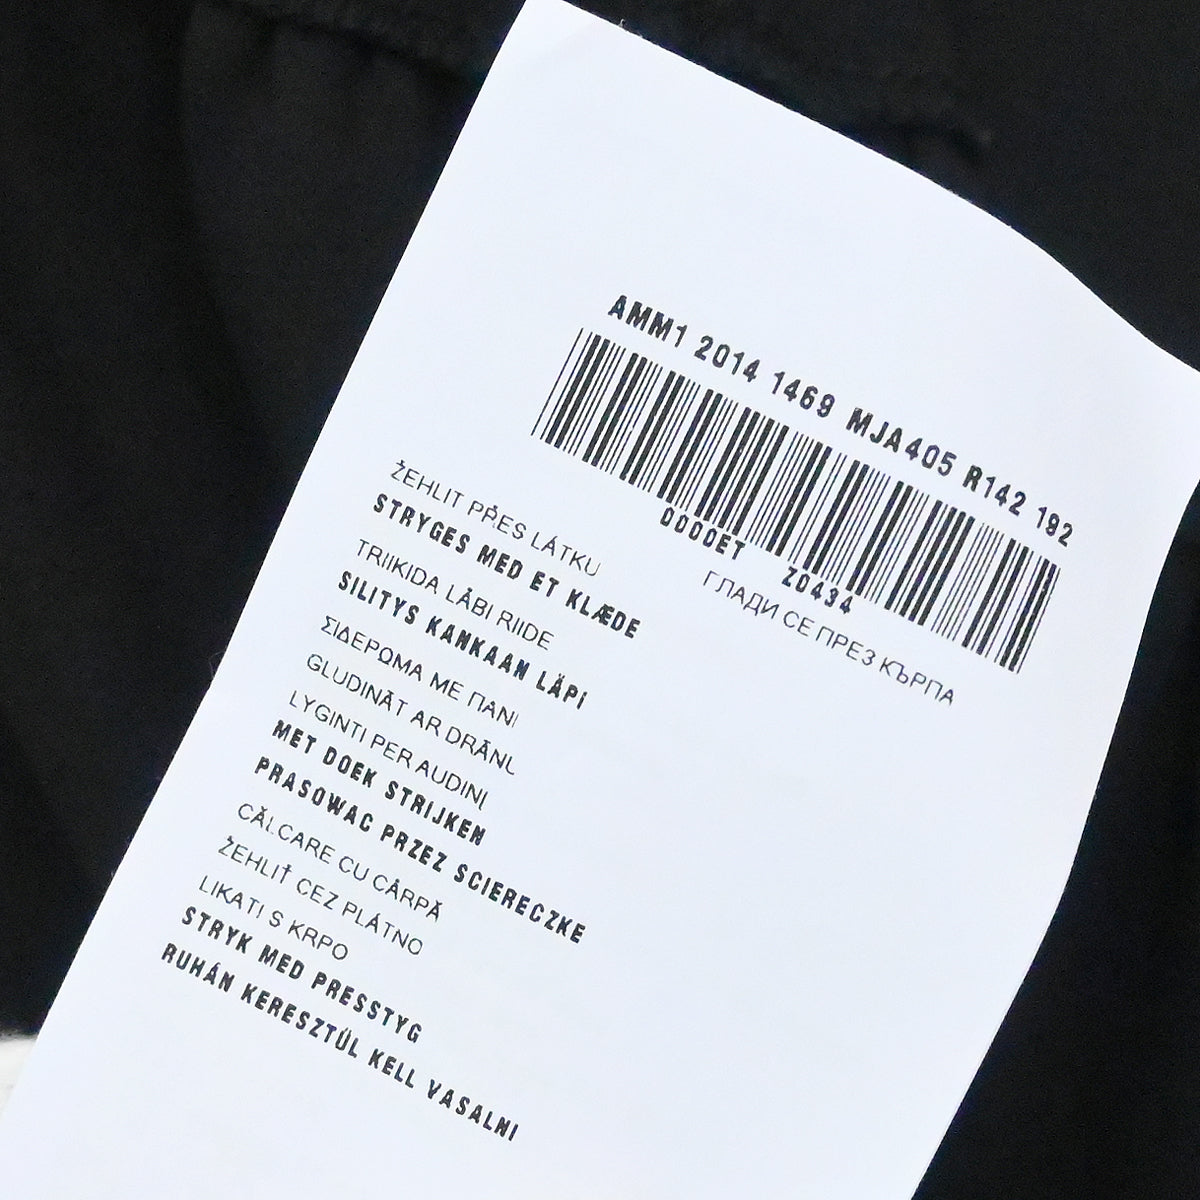 AMM1 2014 1469 MJA405 R142 192
0000ET Z0434
ГЛАДИ СЕ ПРЕЗ КЪРПА
ŽEHLIT PŘES LÁTKU
STRYGES MED ET KLÆDE
TRIIKIDA LÄBI RIIDE
SILITYS KANKAAN LÄPI
ΣΙΔΕΡΩΜΑ ΜΕ ΠΑΝΙ
GLUDINĀT AR DRĀNU
LYGINTI PER AUDINĮ
MET DOEK STRIJKEN
PRASOWAC PRZEZ SCIERECZKE
CĂLCARE CU CÂRPĂ
ŽEHLIŤ CEZ PLÁTNO
LIKATI S KRPO
STRYK MED PRESSTYG
RUHÁN KERESZTÜL KELL VASALNI